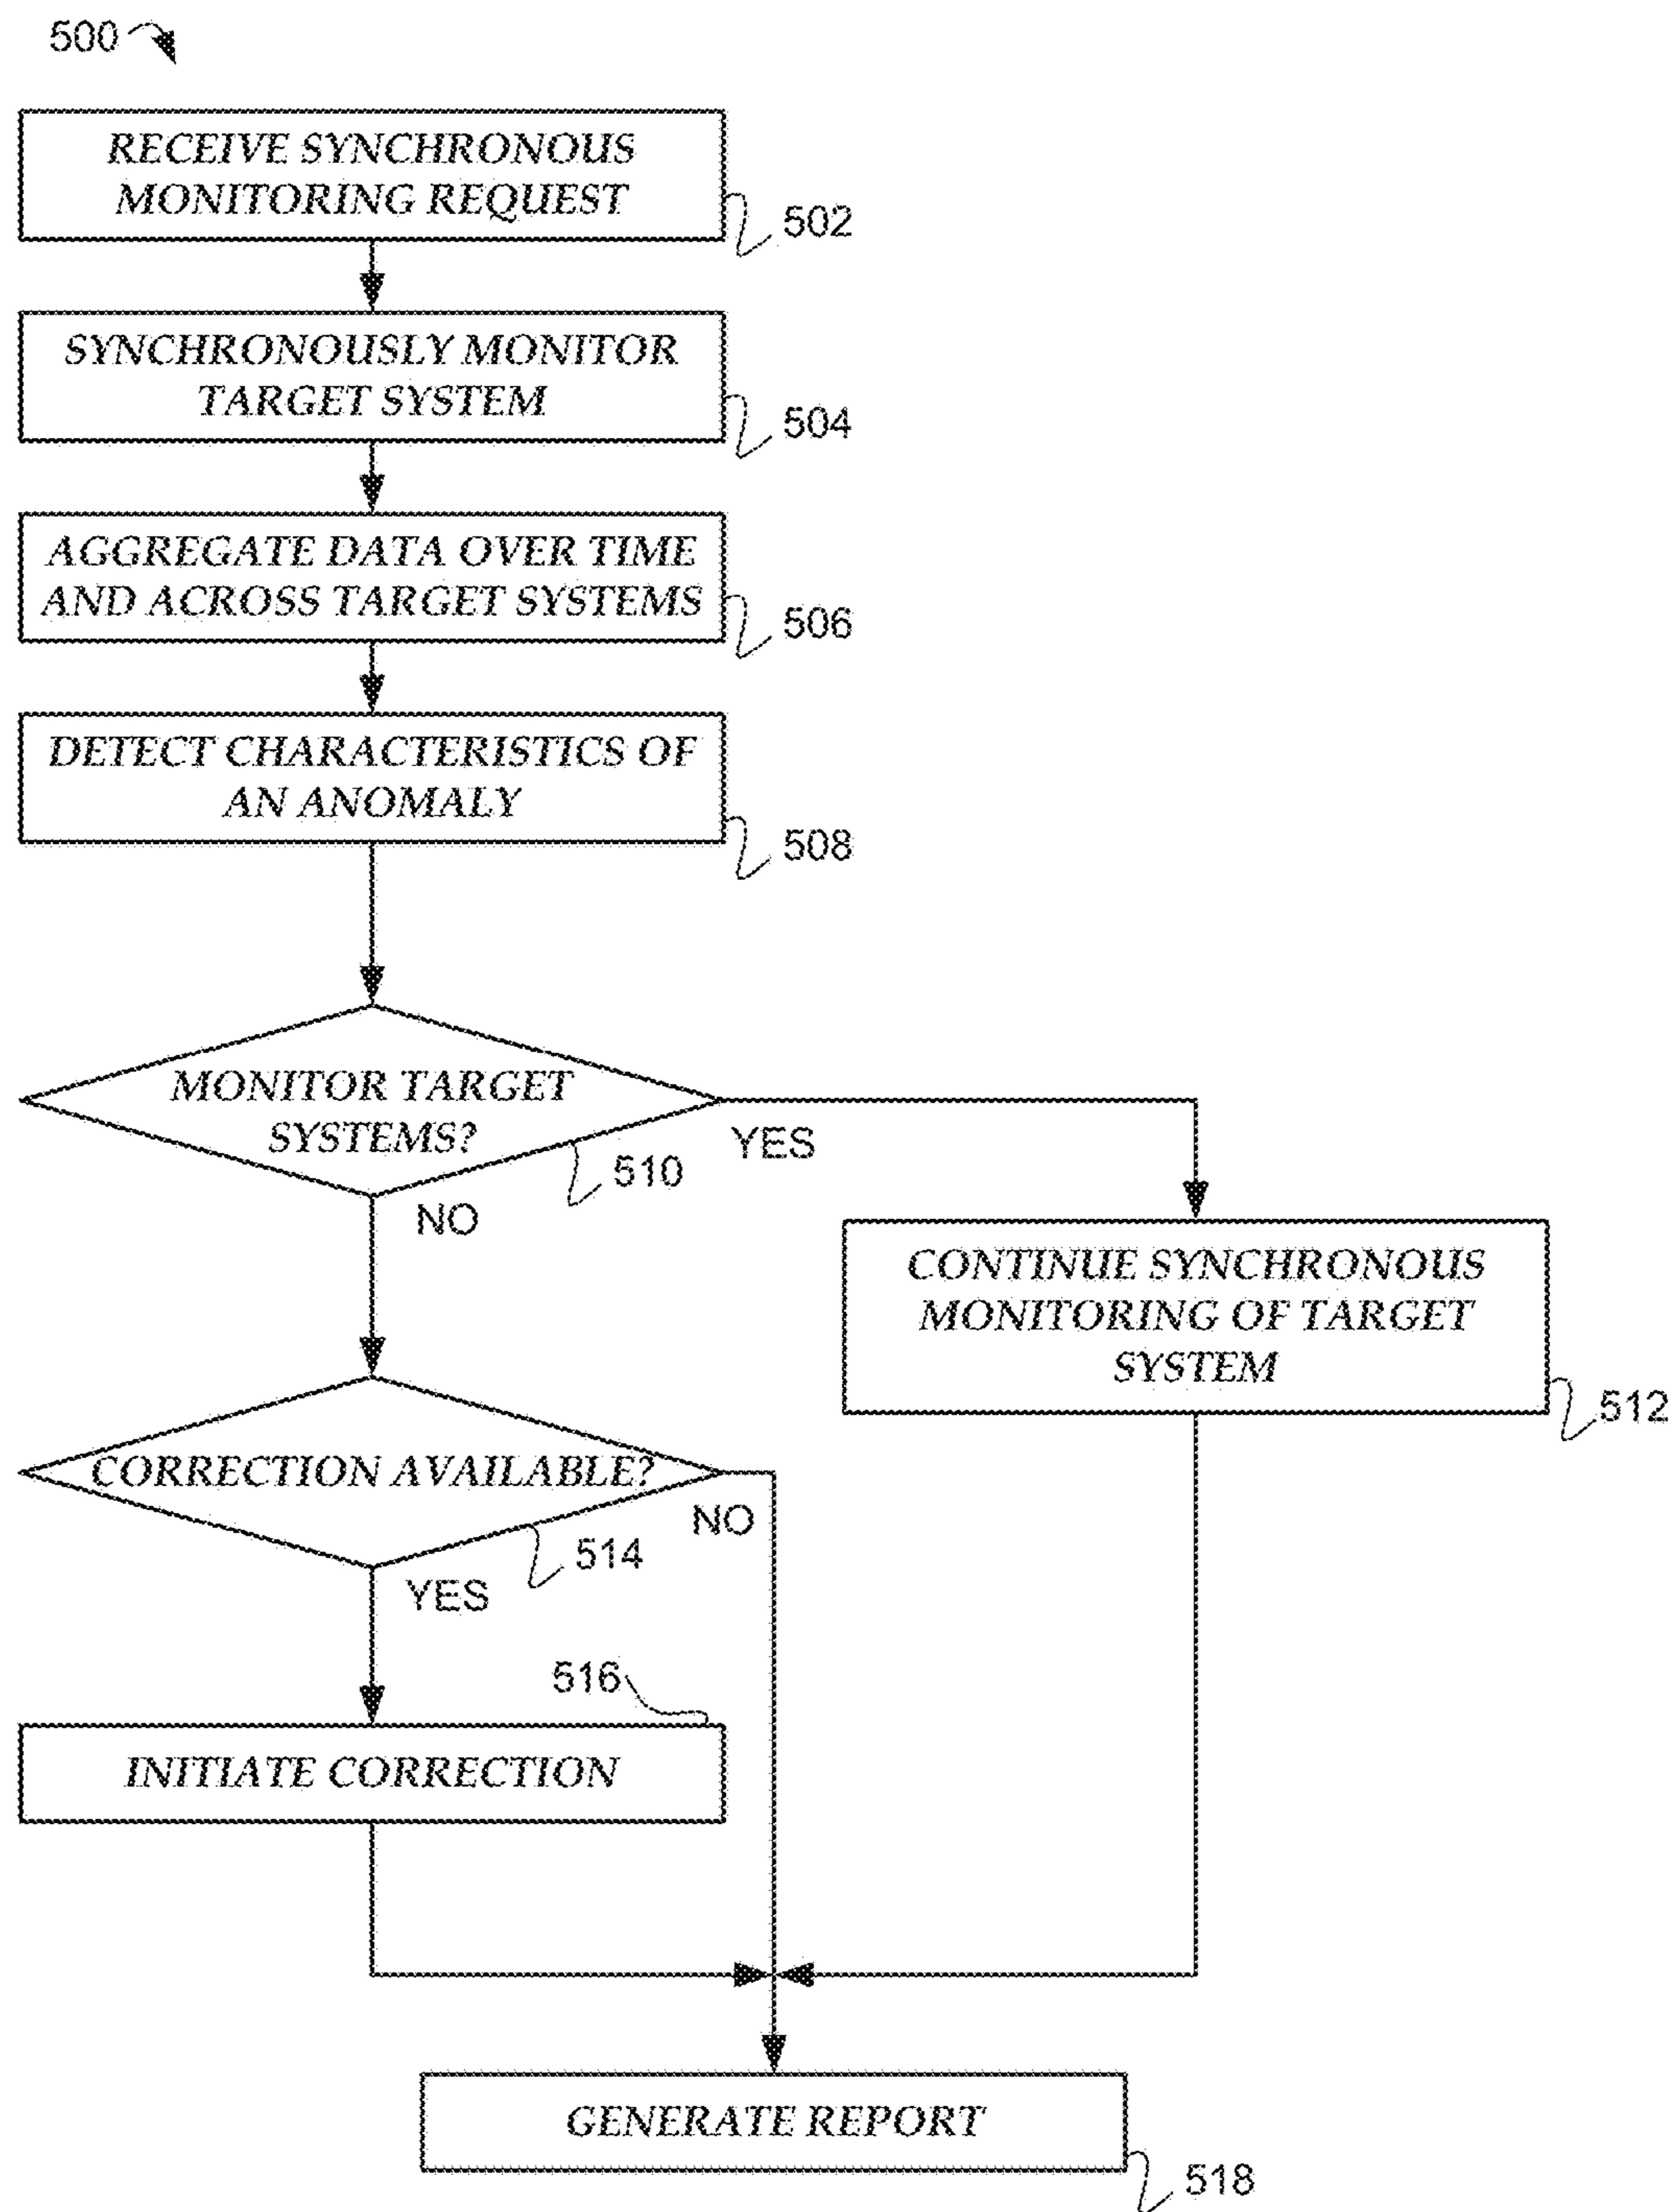 500
RECEIVE SYNCHRONOUS
MONITORING REQUEST
502
SYNCHRONOUSLY MONITOR
TARGET SYSTEM
504
AGGREGATE DATA OVER TIME
AND ACROSS TARGET SYSTEMS
506
DETECT CHARACTERISTICS OF
AN ANOMALY
508
MONITOR TARGET
SYSTEMS?
510
YES
NO
CONTINUE SYNCHRONOUS
MONITORING OF TARGET
SYSTEM
512
CORRECTION AVAILABLE?
NO
514
YES
516
INITIATE CORRECTION
GENERATE REPORT
518